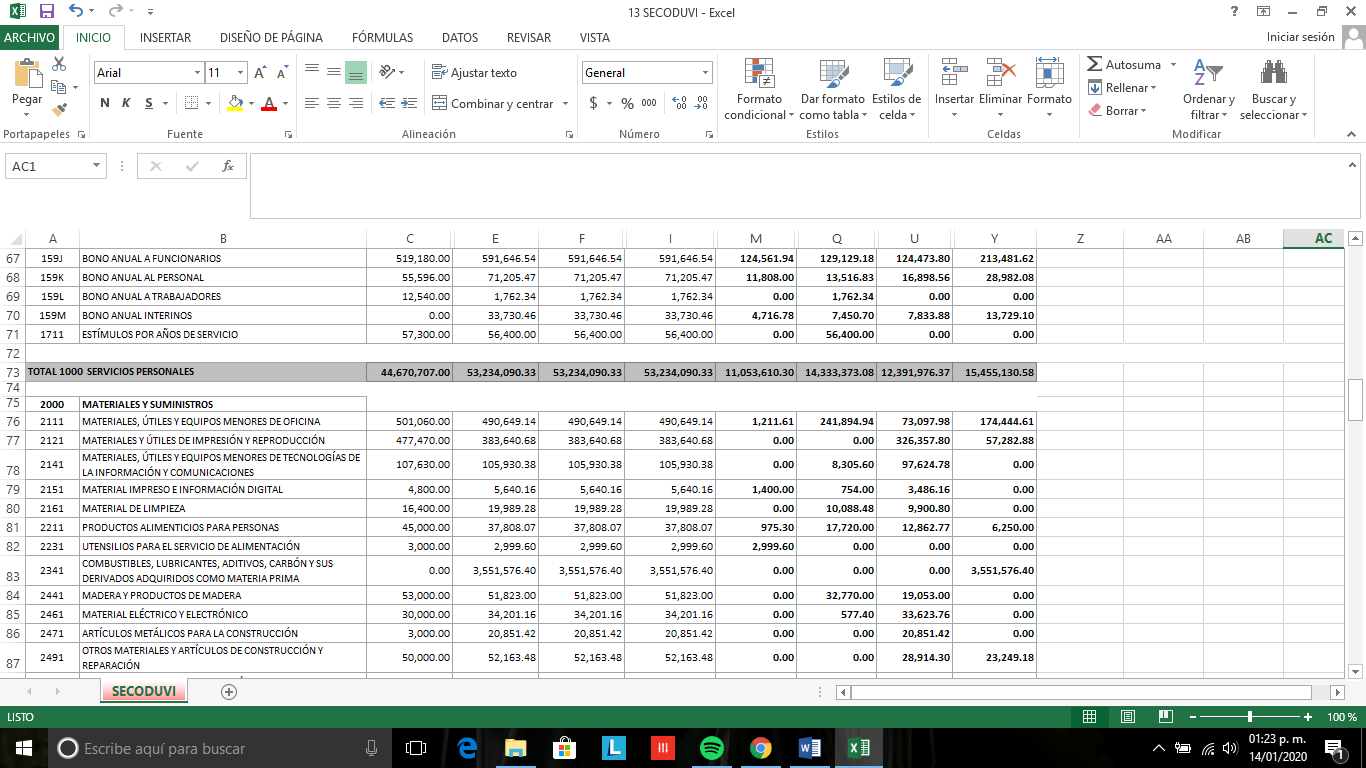 13 SECODUVI - Excel
ARCHIVO INICIO INSERTAR DISEÑO DE PÁGINA FÓRMULAS DATOS REVISAR VISTA Iniciar sesión
Pegar
Arial 11
Ajustar texto
General
N K S
Combinar y centrar
$ % 000
Formato condicional
Dar formato como tabla
Estilos de celda
Insertar Eliminar Formato
Autosuma
Rellenar
Borrar
Ordenar y filtrar
Buscar y seleccionar
Portapapeles Fuente Alineación Número Estilos Celdas Modificar
AC1 fx
A B C E F I M Q U Y Z AA AB AC
67 159J BONO ANUAL A FUNCIONARIOS 519,180.00 591,646.54 591,646.54 591,646.54 124,561.94 129,129.18 124,473.80 213,481.62
68 159K BONO ANUAL AL PERSONAL 55,596.00 71,205.47 71,205.47 71,205.47 11,808.00 13,516.83 16,898.56 28,982.08
69 159L BONO ANUAL A TRABAJADORES 12,540.00 1,762.34 1,762.34 1,762.34 0.00 1,762.34 0.00 0.00
70 159M BONO ANUAL INTERINOS 0.00 33,730.46 33,730.46 33,730.46 4,716.78 7,450.70 7,833.88 13,729.10
71 1711 ESTÍMULOS POR AÑOS DE SERVICIO 57,300.00 56,400.00 56,400.00 56,400.00 0.00 56,400.00 0.00 0.00
72
73 TOTAL 1000 SERVICIOS PERSONALES 44,670,707.00 53,234,090.33 53,234,090.33 53,234,090.33 11,053,610.30 14,333,373.08 12,391,976.37 15,455,130.58
74
75 2000 MATERIALES Y SUMINISTROS
76 2111 MATERIALES, ÚTILES Y EQUIPOS MENORES DE OFICINA 501,060.00 490,649.14 490,649.14 490,649.14 1,211.61 241,894.94 73,097.98 174,444.61
77 2121 MATERIALES Y ÚTILES DE IMPRESIÓN Y REPRODUCCIÓN 477,470.00 383,640.68 383,640.68 383,640.68 0.00 0.00 326,357.80 57,282.88
MATERIALES, ÚTILES Y EQUIPOS MENORES DE TECNOLOGÍAS DE
78 2141 LA INFORMACIÓN Y COMUNICACIONES 107,630.00 105,930.38 105,930.38 105,930.38 0.00 8,305.60 97,624.78 0.00
79 2151 MATERIAL IMPRESO E INFORMACIÓN DIGITAL 4,800.00 5,640.16 5,640.16 5,640.16 1,400.00 754.00 3,486.16 0.00
80 2161 MATERIAL DE LIMPIEZA 16,400.00 19,989.28 19,989.28 19,989.28 0.00 10,088.48 9,900.80 0.00
81 2211 PRODUCTOS ALIMENTICIOS PARA PERSONAS 45,000.00 37,808.07 37,808.07 37,808.07 975.30 17,720.00 12,862.77 6,250.00
82 2231 UTENSILIOS PARA EL SERVICIO DE ALIMENTACIÓN 3,000.00 2,999.60 2,999.60 2,999.60 2,999.60 0.00 0.00 0.00
COMBUSTIBLES, LUBRICANTES, ADITIVOS, CARBÓN Y SUS
83 2341 DERIVADOS ADQUIRIDOS COMO MATERIA PRIMA 0.00 3,551,576.40 3,551,576.40 3,551,576.40 0.00 0.00 0.00 3,551,576.40
84 2441 MADERA Y PRODUCTOS DE MADERA 53,000.00 51,823.00 51,823.00 51,823.00 0.00 32,770.00 19,053.00 0.00
85 2461 MATERIAL ELÉCTRICO Y ELECTRÓNICO 30,000.00 34,201.16 34,201.16 34,201.16 0.00 577.40 33,623.76 0.00
86 2471 ARTÍCULOS METÁLICOS PARA LA CONSTRUCCIÓN 3,000.00 20,851.42 20,851.42 20,851.42 0.00 0.00 20,851.42 0.00
OTROS MATERIALES Y ARTÍCULOS DE CONSTRUCCIÓN Y
87 2491 REPARACIÓN 50,000.00 52,163.48 52,163.48 52,163.48 0.00 0.00 28,914.30 23,249.18
SECODUVI
LISTO 100 %
Escribe aquí para buscar
01:23 p. m.
14/01/2020
1